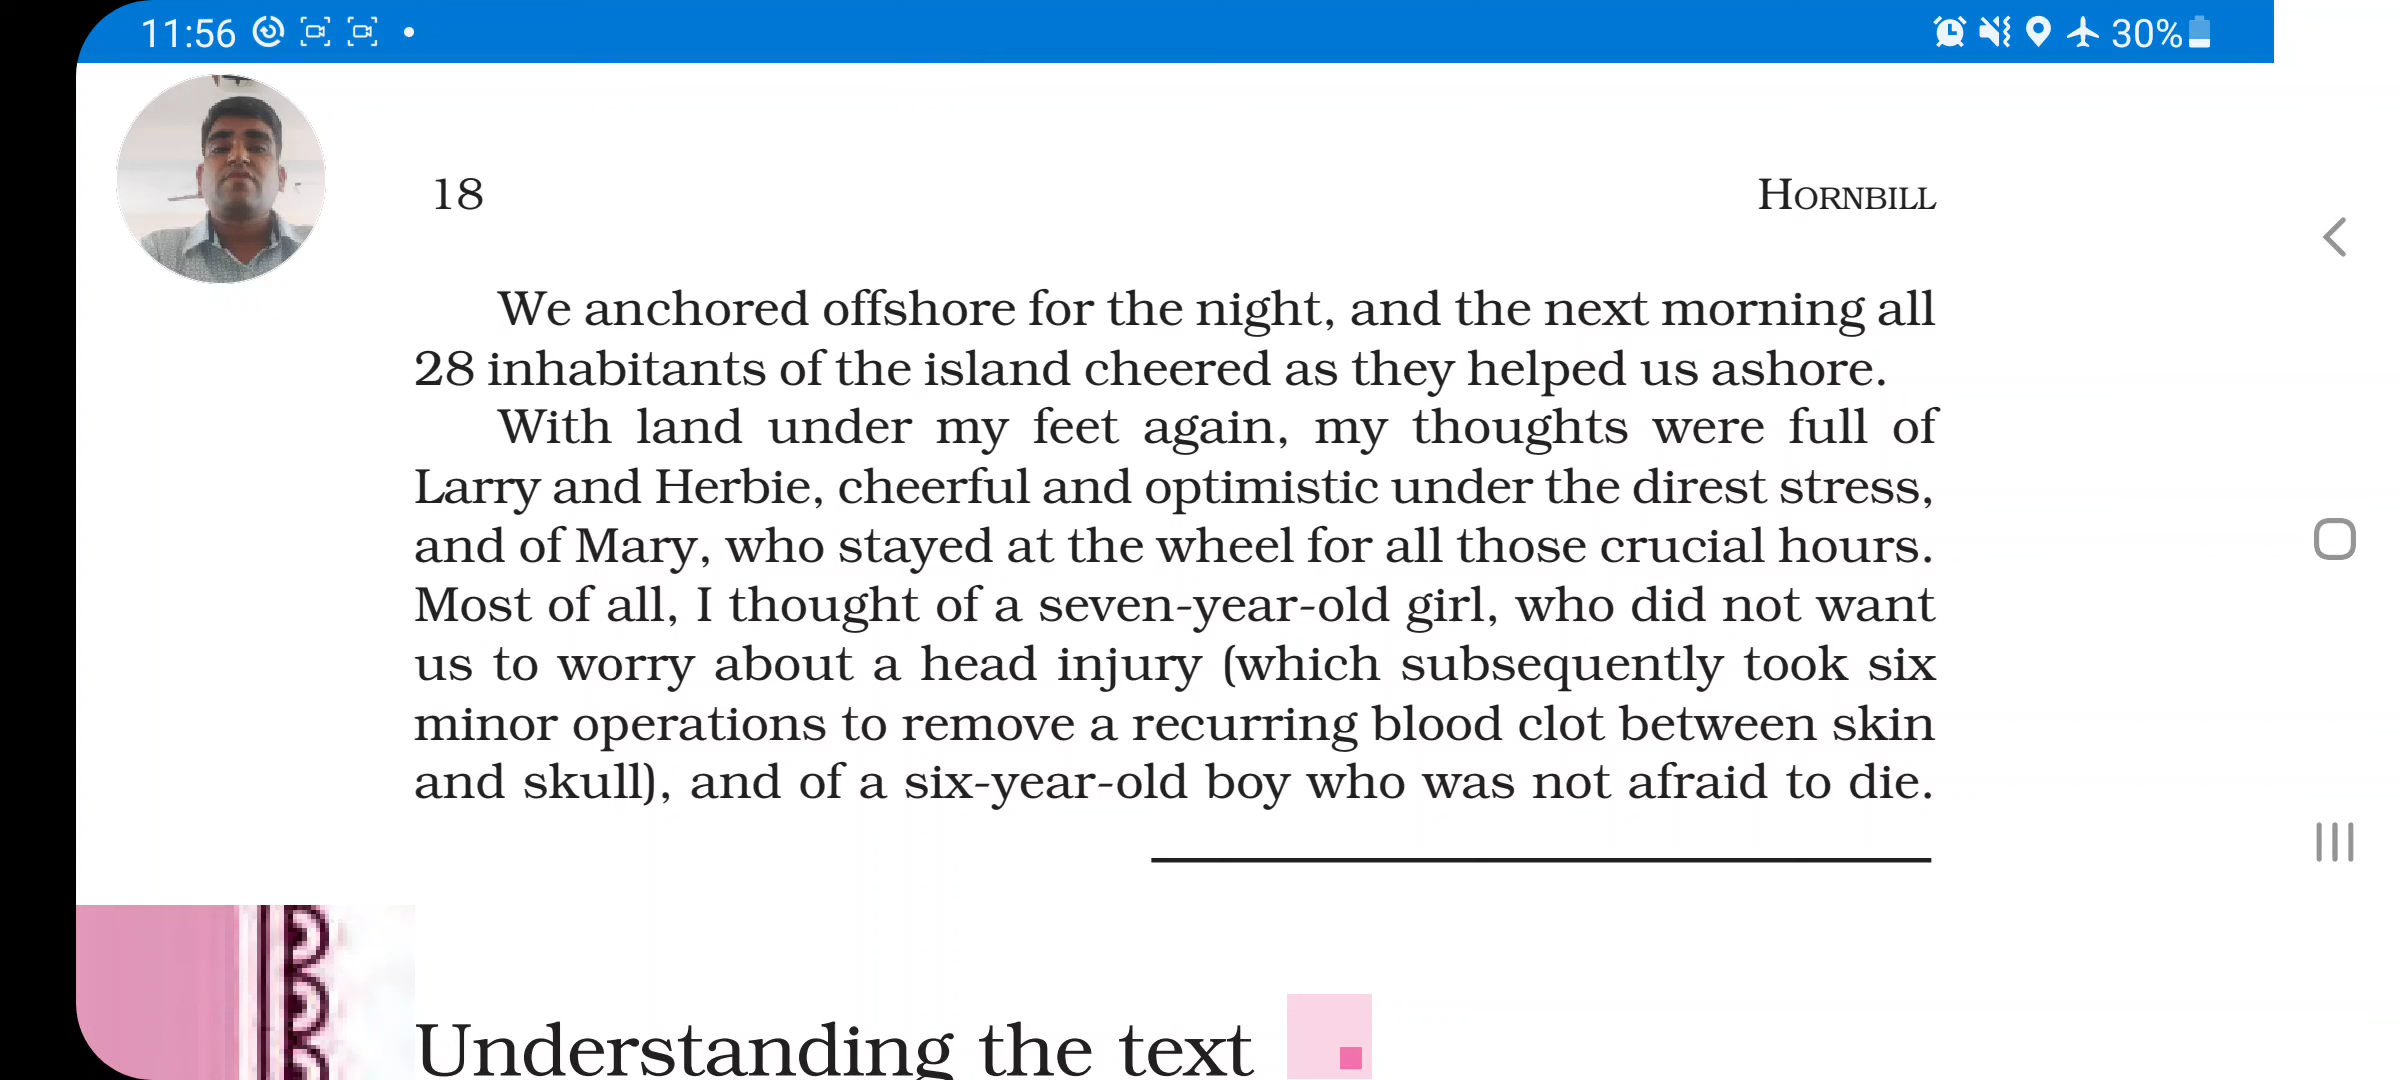 11:56
30%
18 HORNBILL
We anchored offshore for the night, and the next morning all
28 inhabitants of the island cheered as they helped us ashore.
With land under my feet again, my thoughts were full of
Larry and Herbie, cheerful and optimistic under the direst stress,
and of Mary, who stayed at the wheel for all those crucial hours.
Most of all, I thought of a seven-year-old girl, who did not want
us to worry about a head injury (which subsequently took six
minor operations to remove a recurring blood clot between skin
and skull), and of a six-year-old boy who was not afraid to die.
Understanding the text